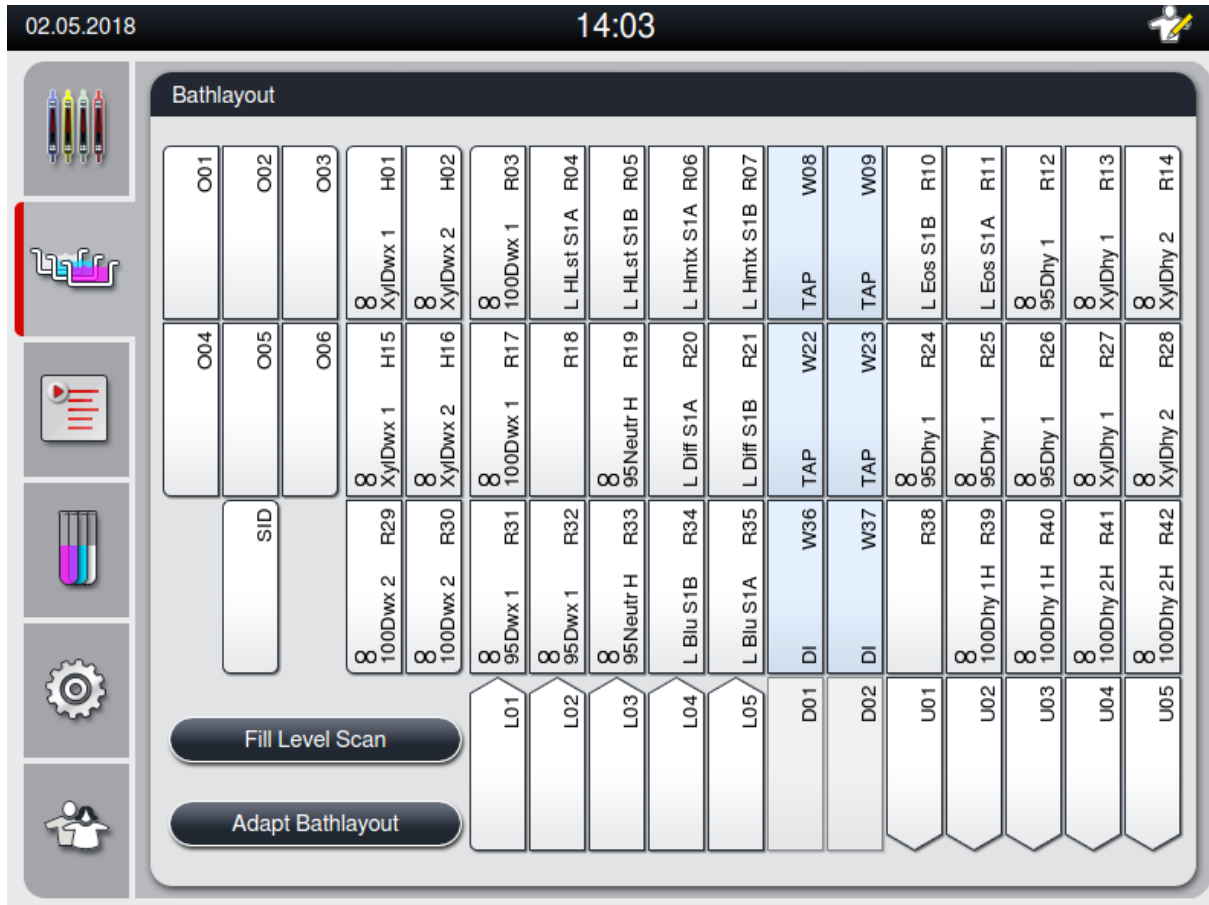 02.05.2018
14:03
Bathlayout
O01
O02
O03
∞ XylDwx 1 H01
∞ XylDwx 2 H02
∞ 100Dwx 1 R03
L HLst S1A R04
L HLst S1B R05
L Hmtx S1A R06
L Hmtx S1B R07
TAP W08
TAP W09
L Eos S1B R10
L Eos S1A R11
∞ 95Dhy 1 R12
∞ XylDhy 1 R13
∞ XylDhy 2 R14
O04
O05
O06
∞ XylDwx 1 H15
∞ XylDwx 2 H16
∞ 100Dwx 1 R17
R18
∞ 95Neutr H R19
L Diff S1A R20
L Diff S1B R21
TAP W22
TAP W23
∞ 95Dhy 1 R24
∞ 95Dhy 1 R25
∞ 95Dhy 1 R26
∞ XylDhy 1 R27
∞ XylDhy 2 R28
SID
∞ 100Dwx 2 R29
∞ 100Dwx 2 R30
∞ 95Dwx 1 R31
∞ 95Dwx 1 R32
∞ 95Neutr H R33
L Blu S1B R34
L Blu S1A R35
DI W36
DI W37
R38
∞ 100Dhy 1H R39
∞ 100Dhy 1H R40
∞ 100Dhy 2H R41
∞ 100Dhy 2H R42
L01
L02
L03
L04
L05
D01
D02
U01
U02
U03
U04
U05
Fill Level Scan
Adapt Bathlayout